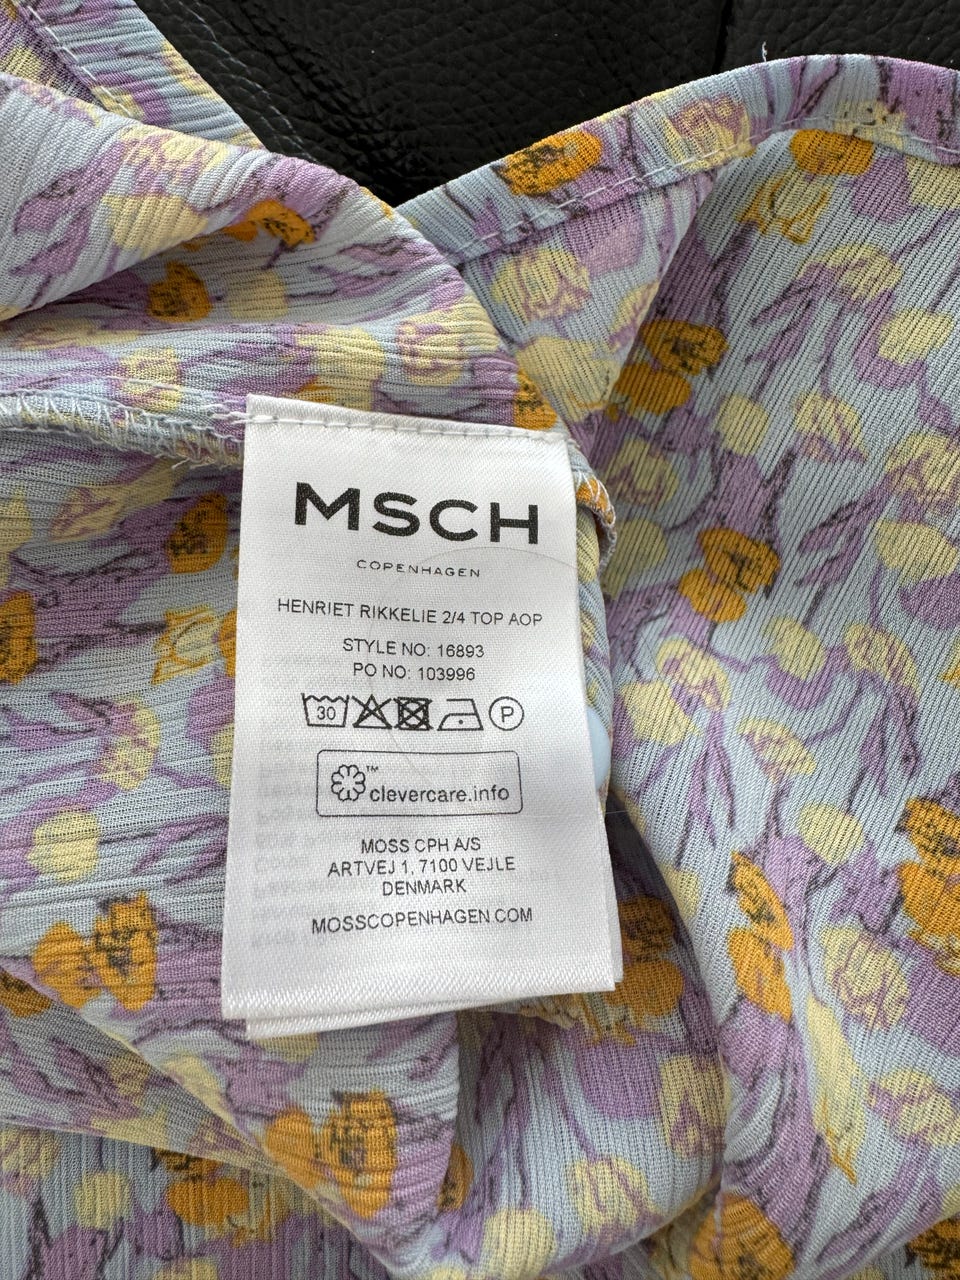 MSCH
COPENHAGEN
HENRIET RIKKELIE 2/4 TOP AOP
STYLE NO: 16893
PO NO: 103996
30 P
™
clevercare.info
MOSS CPH A/S
ARTVEJ 1, 7100 VEJLE
DENMARK
MOSSCOPENHAGEN.COM